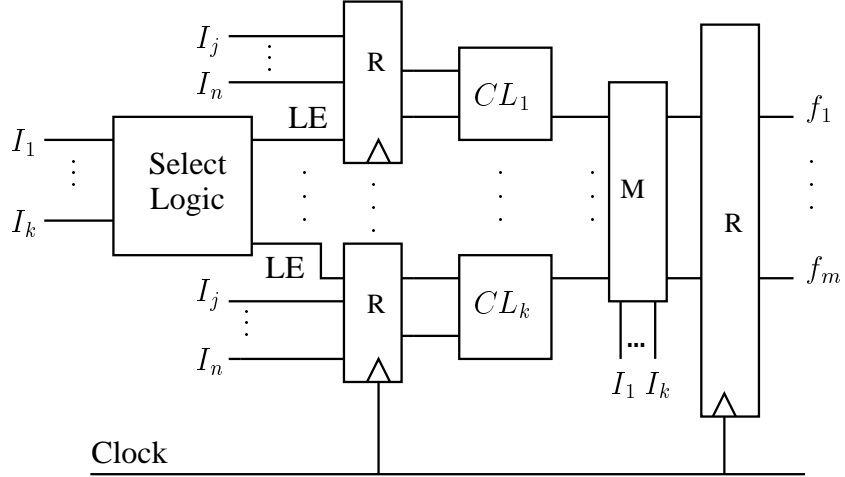 I_j
R
I_n
CL_1
LE
I_1
f_1
Select
Logic
M
I_k
R
LE
f_m
I_j
R
CL_k
...
I_n
I_1 I_k
Clock